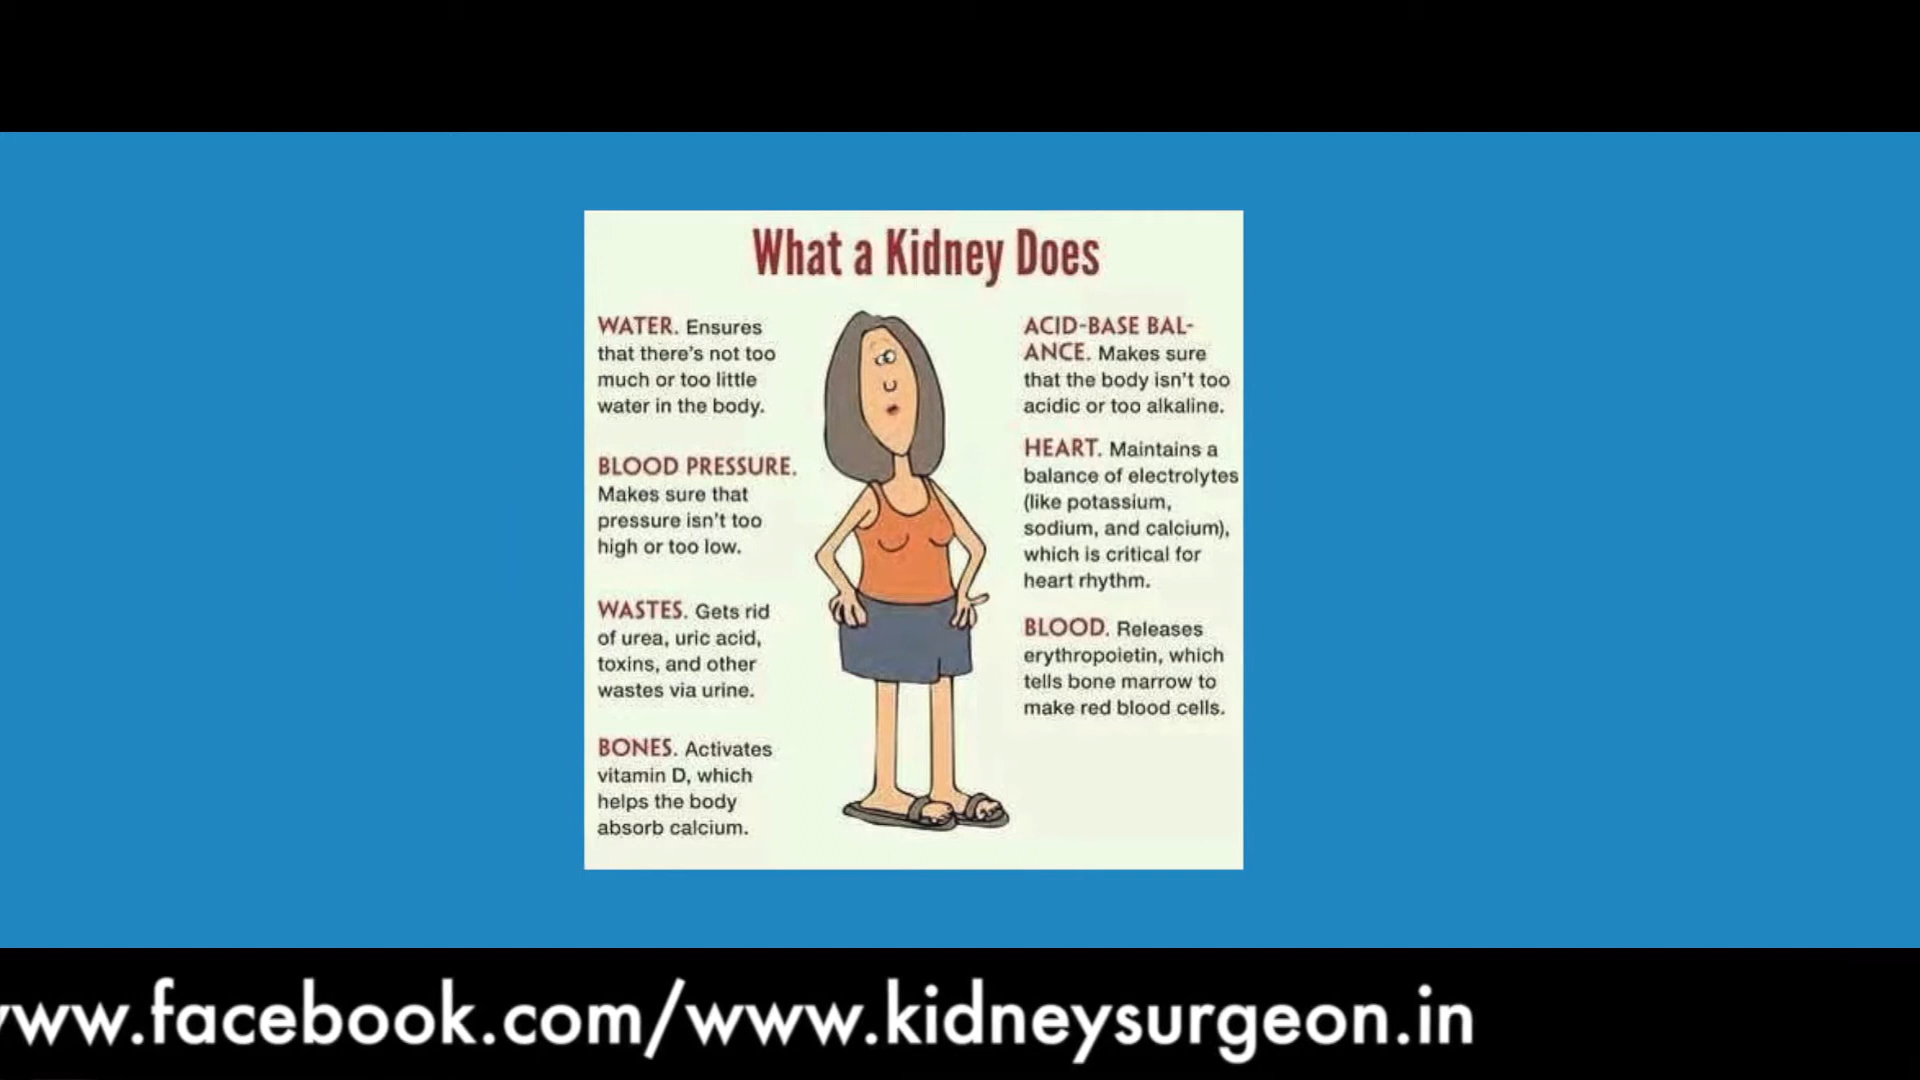 What a Kidney Does
WATER. Ensures
that there's not too
much or too little
water in the body.
BLOOD PRESSURE.
Makes sure that
pressure isn't too
high or too low.
WASTES. Gets rid
of urea, uric acid,
toxins, and other
wastes via urine.
BONES. Activates
vitamin D, which
helps the body
absorb calcium.
ACID-BASE BAL-
ANCE. Makes sure
that the body isn't too
acidic or too alkaline.
HEART. Maintains a
balance of electrolytes
(like potassium,
sodium, and calcium),
which is critical for
heart rhythm.
BLOOD. Releases
erythropoietin, which
tells bone marrow to
make red blood cells.
www.facebook.com/www.kidneysurgeon.in